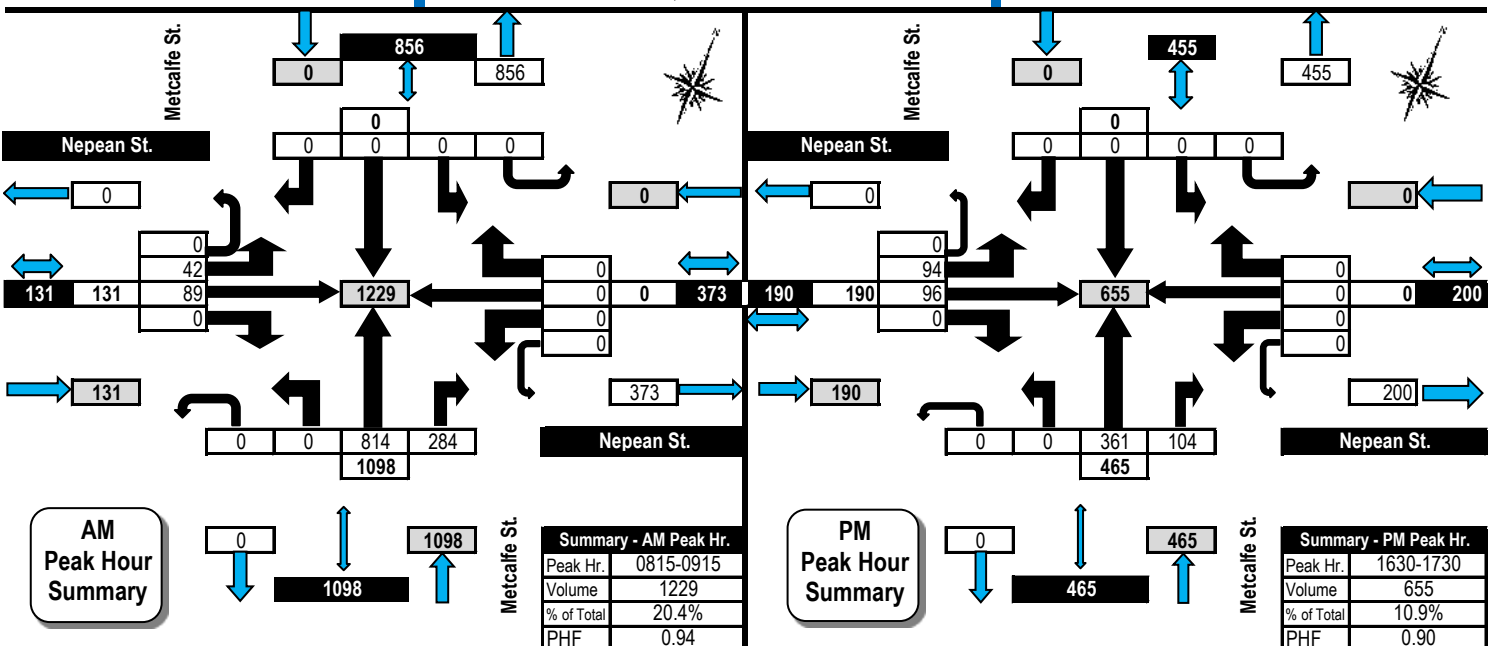 Metcalfe St.
856
0
856
0
0 0 0 0
Nepean St.
0
0
0
42
89
0
131 131
1229
0
0
0
0
0 373
131
373
0 0 814 284
1098
Nepean St.
AM
Peak Hour
Summary
0
1098
1098
Metcalfe St.
Summary - AM Peak Hr.
Peak Hr. 0815-0915
Volume 1229
% of Total 20.4%
PHF 0.94
Metcalfe St.
455
0
455
0
0 0 0 0
Nepean St.
0
0
0
94
96
0
190 190
655
0
0
0
0
0 200
190
200
0 0 361 104
465
Nepean St.
PM
Peak Hour
Summary
0
465
465
Metcalfe St.
Summary - PM Peak Hr.
Peak Hr. 1630-1730
Volume 655
% of Total 10.9%
PHF 0.90